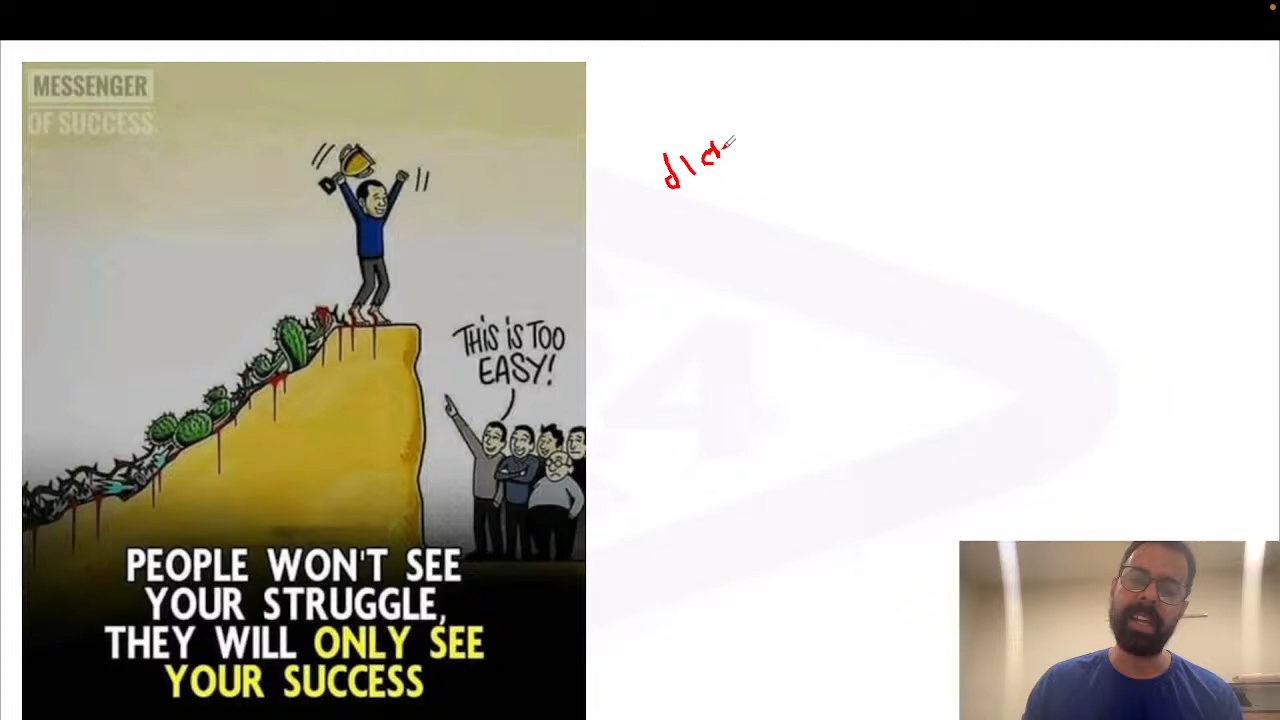 MESSENGER
OF SUCCESS
THIS IS TOO
EASY!
PEOPLE WON'T SEE
YOUR STRUGGLE,
THEY WILL ONLY SEE
YOUR SUCCESS